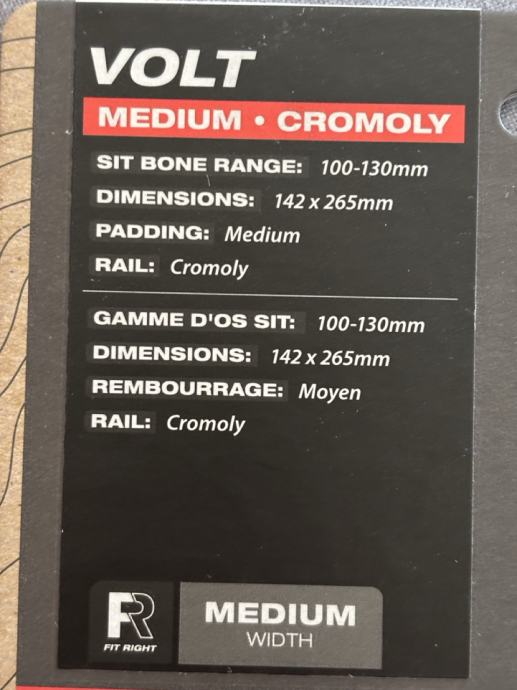 VOLT
MEDIUM • CROMOLY
SIT BONE RANGE: 100-130mm
DIMENSIONS: 142 x 265mm
PADDING: Medium
RAIL: Cromoly
GAMME D'OS SIT: 100-130mm
DIMENSIONS: 142 x 265mm
REMBOURRAGE: Moyen
RAIL: Cromoly
FR
FIT RIGHT
MEDIUM
WIDTH